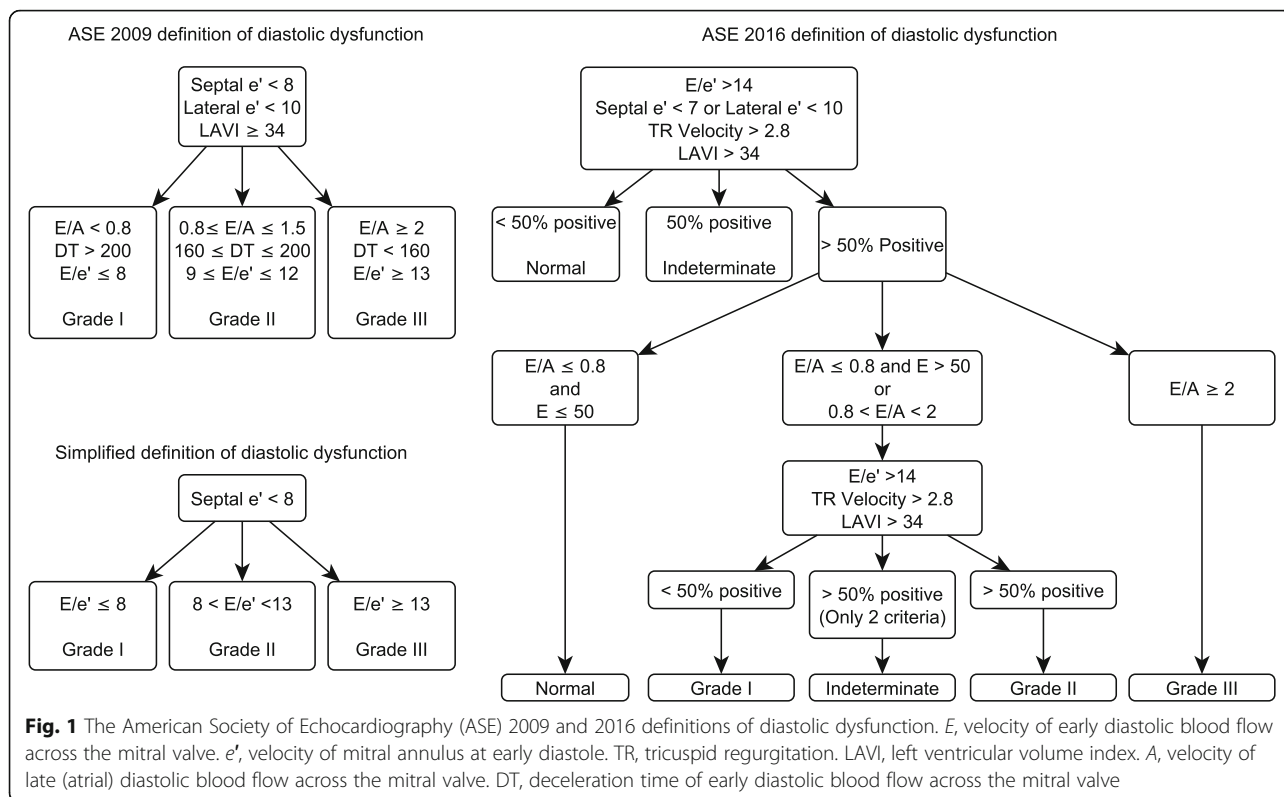 ASE 2009 definition of diastolic dysfunction
Septal e' < 8
Lateral e' < 10
LAVI ≥ 34
E/A < 0.8
DT > 200
E/e' ≤ 8
Grade I
0.8≤ E/A ≤ 1.5
160 ≤ DT ≤ 200
9 ≤ E/e' ≤ 12
Grade II
E/A ≥ 2
DT < 160
E/e' ≥ 13
Grade III
Simplified definition of diastolic dysfunction
Septal e' < 8
E/e' ≤ 8
Grade I
8 < E/e' <13
Grade II
E/e' ≥ 13
Grade III
ASE 2016 definition of diastolic dysfunction
E/e' >14
Septal e' < 7 or Lateral e' < 10
TR Velocity > 2.8
LAVI > 34
< 50% positive
Normal
50% positive
Indeterminate
> 50% Positive
E/A ≤ 0.8
and
E ≤ 50
E/A ≤ 0.8 and E > 50
or
0.8 < E/A < 2
E/A ≥ 2
E/e' >14
TR Velocity > 2.8
LAVI > 34
< 50% positive
> 50% positive
(Only 2 criteria)
> 50% positive
Normal
Grade I
Indeterminate
Grade II
Grade III
Fig. 1 The American Society of Echocardiography (ASE) 2009 and 2016 definitions of diastolic dysfunction. E, velocity of early diastolic blood flow
across the mitral valve. e', velocity of mitral annulus at early diastole. TR, tricuspid regurgitation. LAVI, left ventricular volume index. A, velocity of
late (atrial) diastolic blood flow across the mitral valve. DT, deceleration time of early diastolic blood flow across the mitral valve